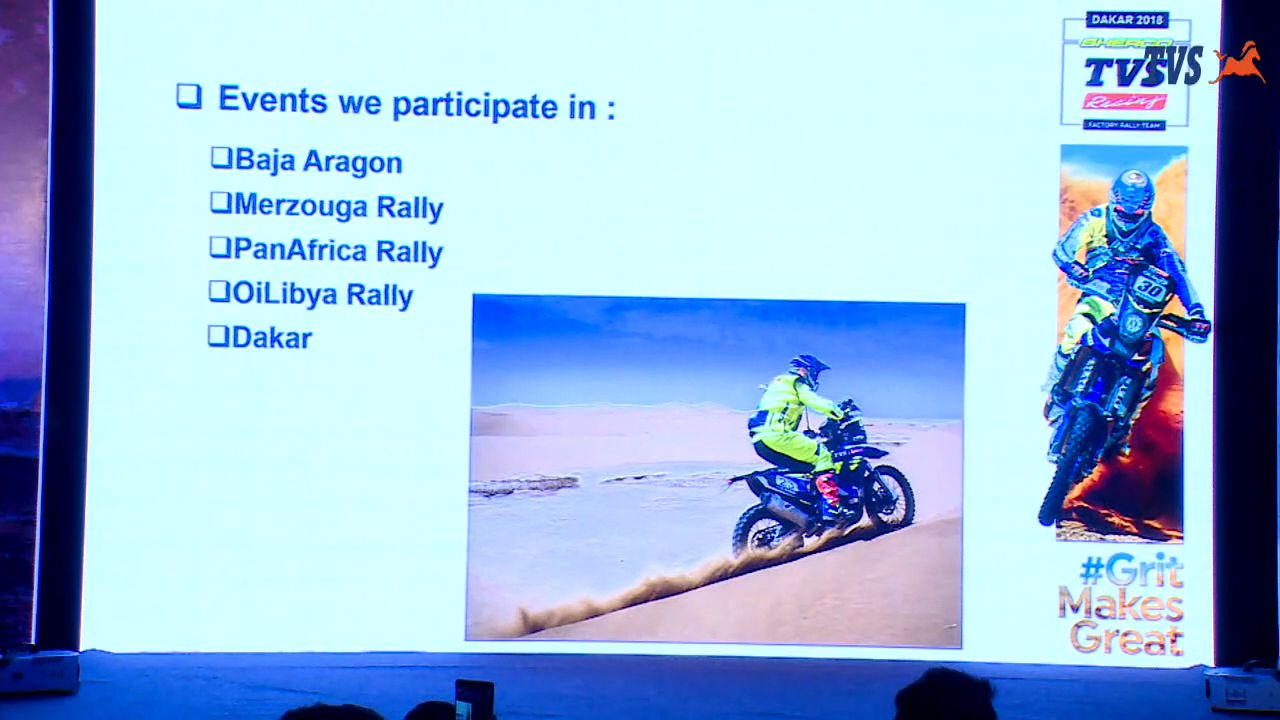 ❑ Events we participate in :
❑Baja Aragon
❑Merzouga Rally
❑PanAfrica Rally
❑OiLibya Rally
❑Dakar
DAKAR 2018
SHERCO
TVS
Racing
FACTORY RALLY TEAM
TVS
30
#Grit
Makes
Great